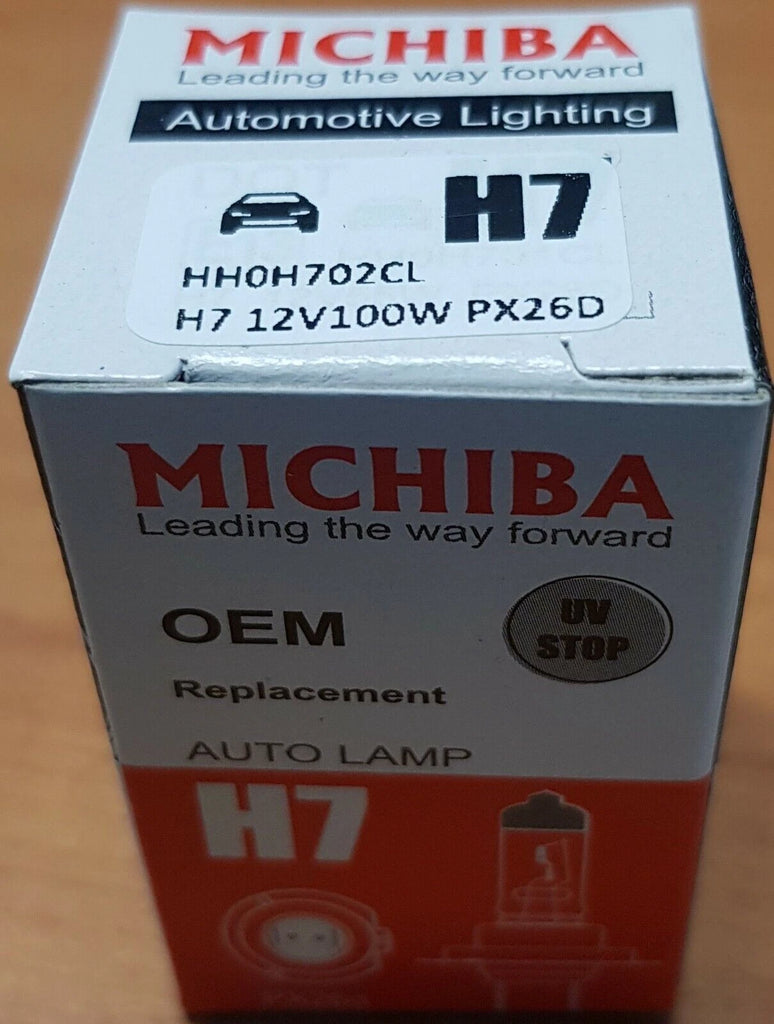 MICHIBA
Leading the way forward
Automotive Lighting
H7
HH0H702CL
H7 12V100W PX26D
MICHIBA
Leading the way forward
OEM
UV
STOP
Replacement
AUTO LAMP
H7